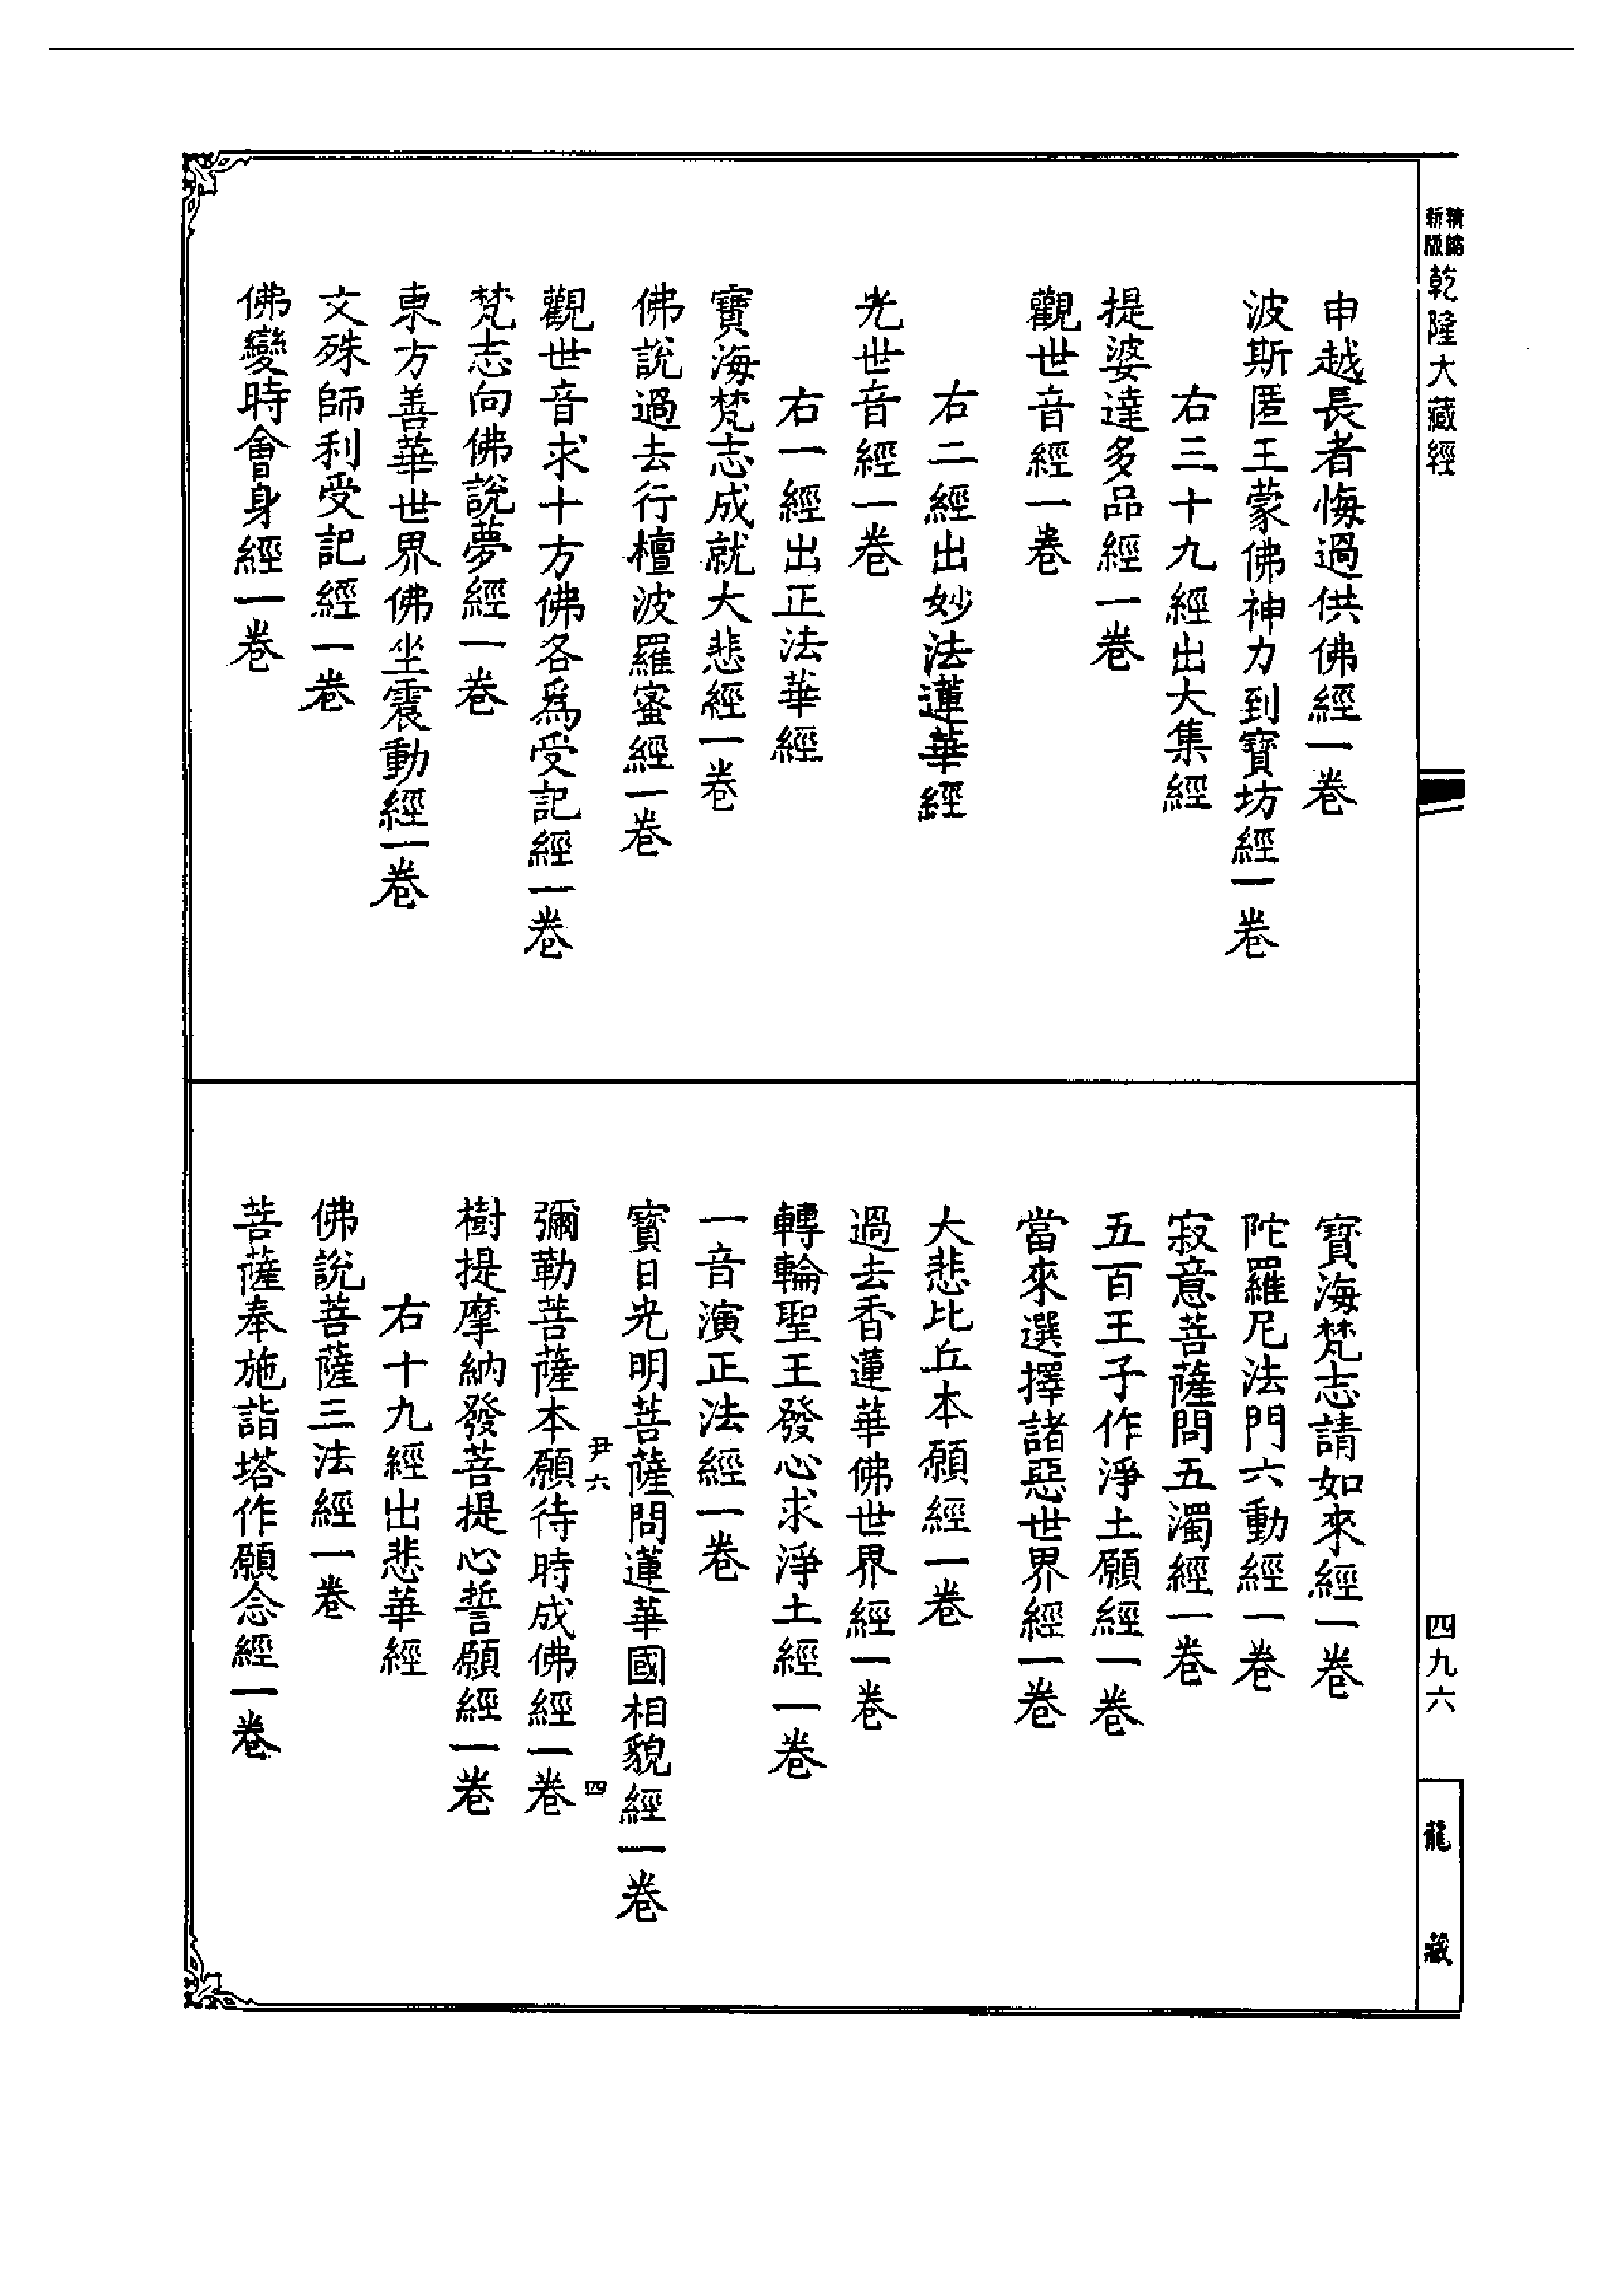 精縮
新版
乾隆大藏經
申越長者悔過供佛經一卷
波斯匿王蒙佛神力到寶坊經一卷
右三十九經出大集經
提婆達多品經一卷
觀世音經一卷
右二經出妙法蓮華經
光世音經一卷
右一經出正法華經
寶海梵志成就大悲經一卷
佛說過去行檀波羅蜜經一卷
觀世音求十方佛各爲受記經一卷
梵志向佛說夢經一卷
東方善華世界佛坐震動經一卷
文殊師利受記經一卷
佛變時會身經一卷
寶海梵志請如來經一卷
陀羅尼法門六動經一卷
寂意菩薩問五濁經一卷
五百王子作淨土願經一卷
當來選擇諸惡世界經一卷
大悲比丘本願經一卷
過去香蓮華佛世界經一卷
轉輪聖王發心求淨土經一卷
一音演正法經一卷
寶日光明菩薩問蓮華國相貌經一卷
尹六 四
彌勒菩薩本願待時成佛經一卷
樹提摩納發菩提心誓願經一卷
右十九經出悲華經
佛說菩薩三法經一卷
菩薩奉施詣塔作願念經一卷
四九六
龍藏